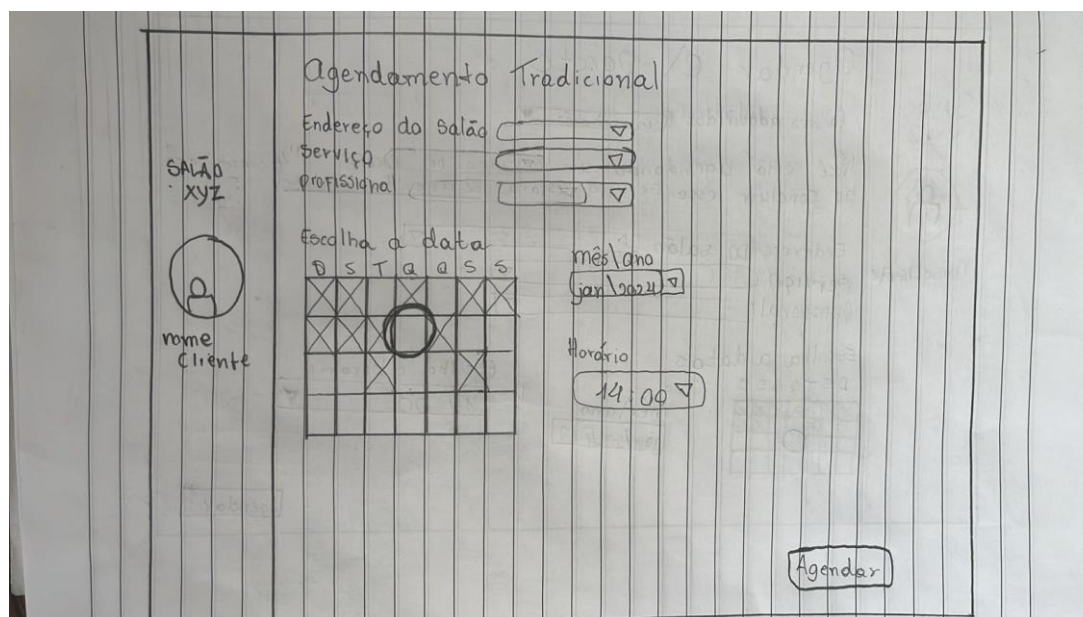 Agendamento Tradicional
Endereço do salão
Serviço
profissional
SALÃO
XYZ
nome
cliente
Escolha a data
D S T Q Q S S
mês\ano
jan\2024
Horário
14:00
Agendar